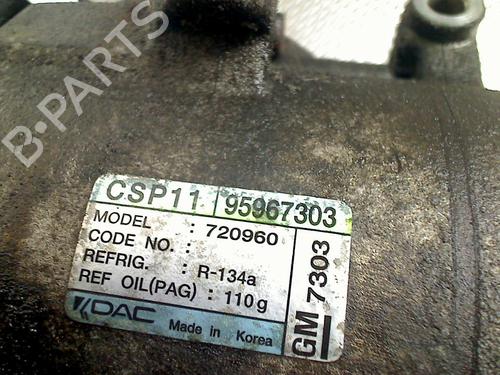 B-PARTS
CSP11 95967303
MODEL : 720960
CODE NO. :
REFRIG. : R-134a
REF OIL(PAG) : 110g
DAC Made in Korea
GM 7303